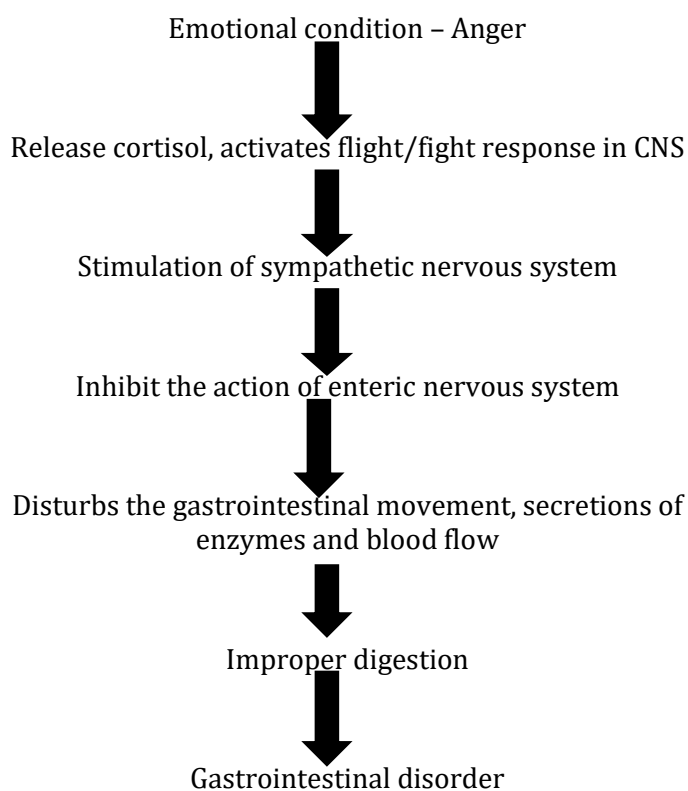 Emotional condition – Anger
Release cortisol, activates flight/fight response in CNS
Stimulation of sympathetic nervous system
Inhibit the action of enteric nervous system
Disturbs the gastrointestinal movement, secretions of
enzymes and blood flow
Improper digestion
Gastrointestinal disorder